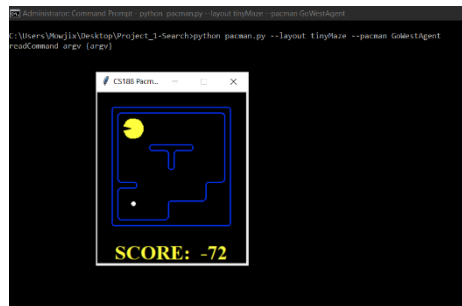 Administrator: Command Prompt - python pacman.py --layout tinyMaze --pacman GoWestAgent
C:\Users\Mowjix\Desktop\Project_1-Search>python pacman.py --layout tinyMaze --pacman GoWestAgent
readCommand argv {argv}
CS188 Pacm...
SCORE: -72